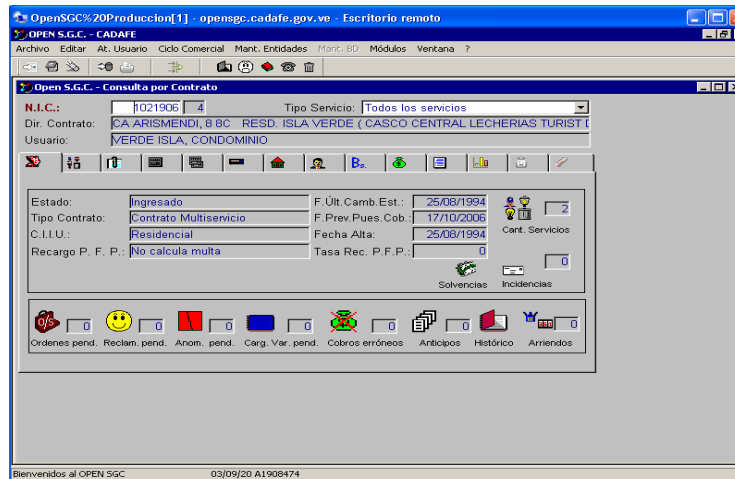 OpenSGC%20Produccion[1] - opensgc.cadafe.gov.ve - Escritorio remoto
OPEN S.G.C. - CADAFE
Archivo Editar At. Usuario Ciclo Comercial Mant. Entidades Mant. BD Módulos Ventana ?
Open S.G.C. - Consulta por Contrato
N.I.C.: 1021906 4 Tipo Servicio: Todos los servicios
Dir. Contrato: CA ARISMENDI, 8 8C RESD. ISLA VERDE ( CASCO CENTRAL LECHERIAS TURIST D
Usuario: VERDE ISLA, CONDOMINIO
Bs.
Estado: Ingresado F.Últ.Camb.Est.: 25/08/1994 2
Tipo Contrato: Contrato Multiservicio F.Prev.Pues.Cob.: 17/10/2006 Cant. Servicios
C.I.I.U.: Residencial Fecha Alta: 25/08/1994
Recargo P. F. P.: No calcula multa Tasa Rec. P.F.P.: 0 0
Solvencias Incidencias
O/S 0 0 0 0 0 0 0
Ordenes pend. Reclam. pend. Anom. pend. Carg. Var. pend. Cobros erróneos Anticipos Histórico Arriendos
Bienvenidos al OPEN SGC 03/09/20 A1908474